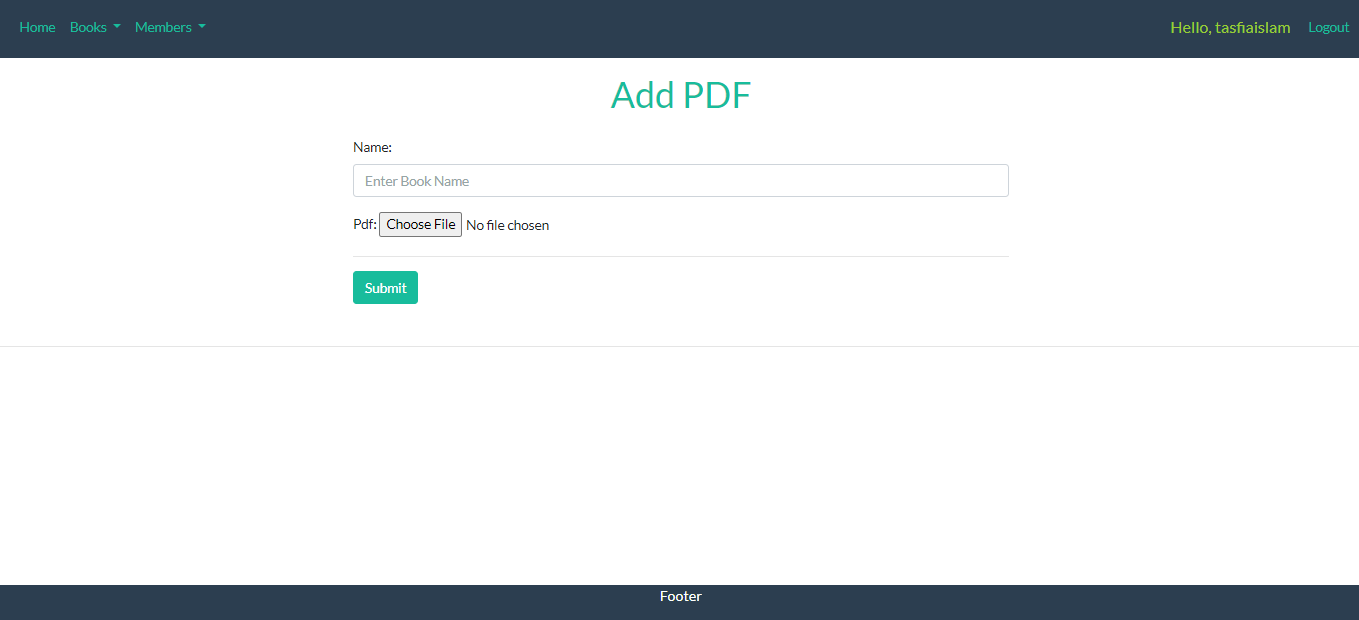 Home Books Members Hello, tasfiaislam Logout
Add PDF
Name:
Enter Book Name
Pdf: Choose File No file chosen
Submit
Footer